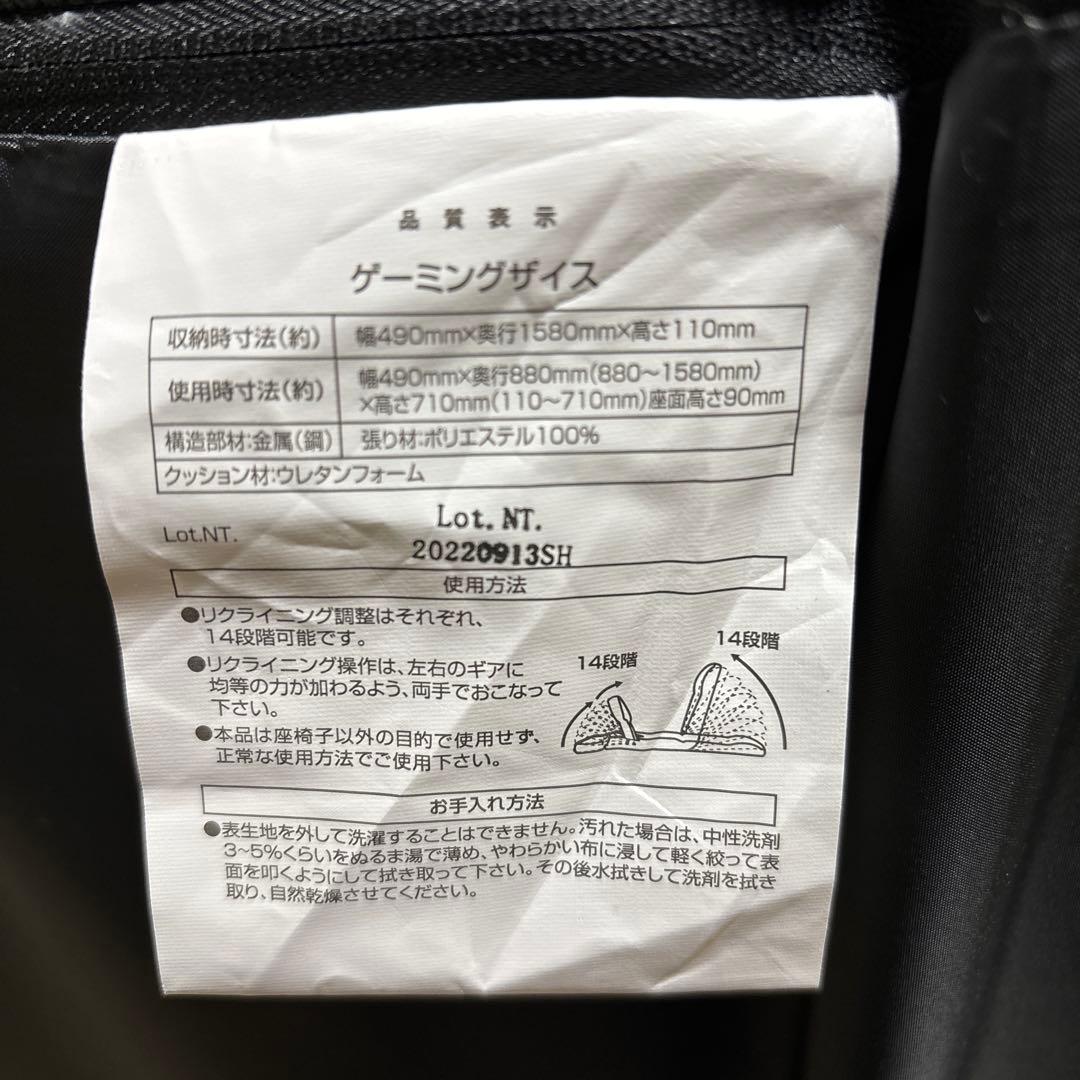 品質表示
ゲーミングザイス
収納時寸法(約) 幅490mm×奥行1580mm×高さ110mm
使用時寸法(約) 幅490mm×奥行880mm(880〜1580mm)
×高さ710mm(110〜710mm)座面高さ90mm
構造部材:金属(鋼) 張り材:ポリエステル100%
クッション材:ウレタンフォーム
Lot.NT.
Lot.NT.
20220913SH
使用方法
●リクライニング調整はそれぞれ、
14段階可能です。
●リクライニング操作は、左右のギアに
均等の力が加わるよう、両手でおこなって
下さい。
●本品は座椅子以外の目的で使用せず、
正常な使用方法でご使用下さい。
14段階
14段階
お手入れ方法
●表生地を外して洗濯することはできません。汚れた場合は、中性洗剤
3~5%くらいをぬるま湯で薄め、やわらかい布に浸して軽く絞って表
面を叩くようにして拭き取って下さい。その後水拭きして洗剤を拭き
取り、自然乾燥させてください。